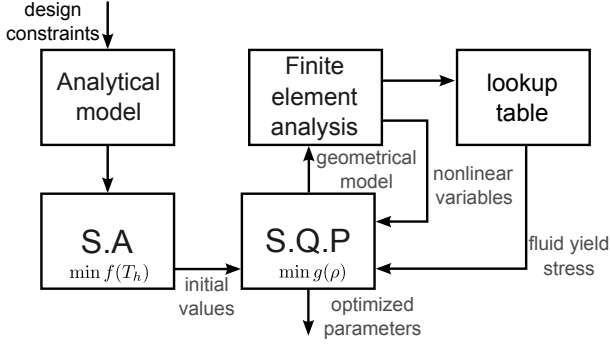 design
constraints
Analytical
model
Finite
element
analysis
lookup
table
geometrical
model
nonlinear
variables
S.A
min f(T_h)
initial
values
S.Q.P
min g(ρ)
fluid yield
stress
optimized
parameters